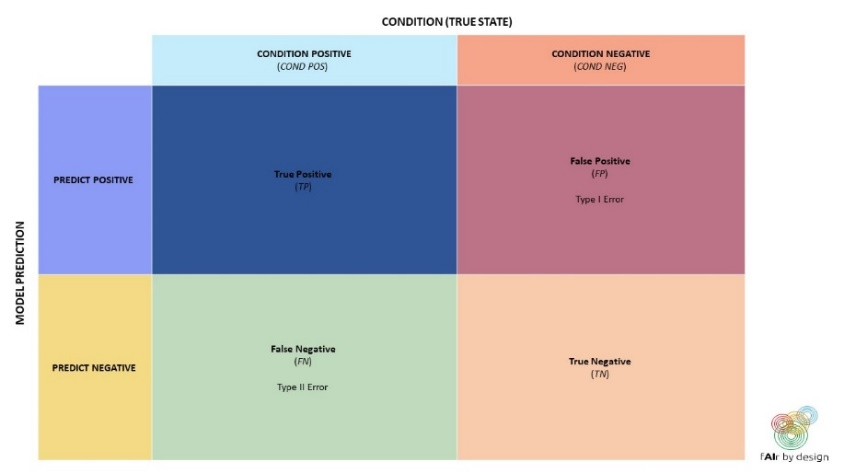 CONDITION (TRUE STATE)
CONDITION POSITIVE
(COND POS)
CONDITION NEGATIVE
(COND NEG)
MODEL PREDICTION
PREDICT POSITIVE
True Positive
(TP)
False Positive
(FP)
Type I Error
PREDICT NEGATIVE
False Negative
(FN)
Type II Error
True Negative
(TN)
fAIr by design